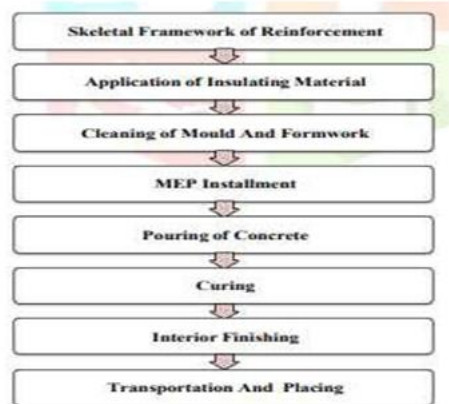 Skeletal Framework of Reinforcement
Application of Insulating Material
Cleaning of Mould And Formwork
MEP Installment
Pouring of Concrete
Curing
Interior Finishing
Transportation And Placing